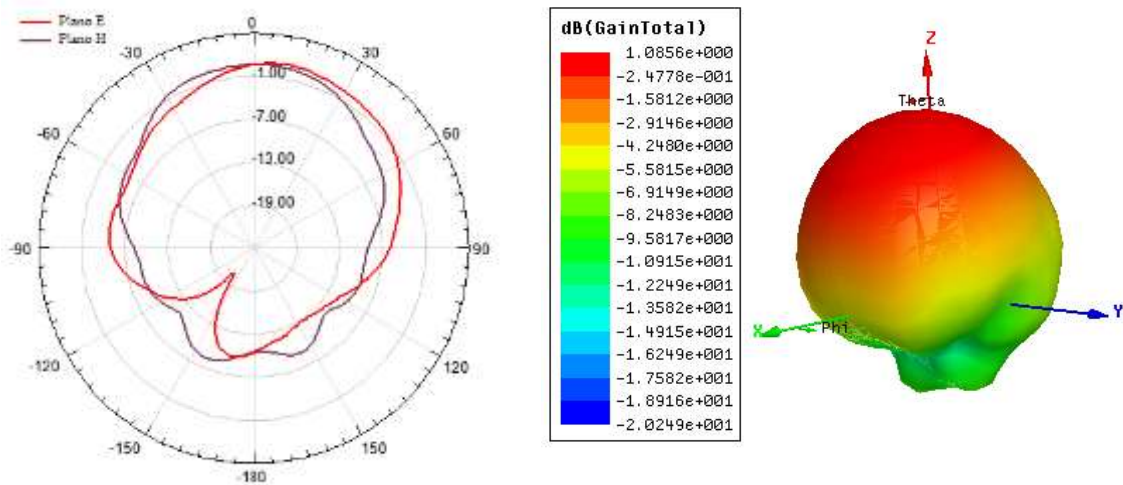 Plano E
Plano H
0
-30
30
-60
60
-90
90
-120
120
-150
150
-180
-1.00
-7.00
-13.00
-19.00
dB(GainTotal)
1.0856e+000
-2.4778e-001
-1.5812e+000
-2.9146e+000
-4.2480e+000
-5.5815e+000
-6.9149e+000
-8.2483e+000
-9.5817e+000
-1.0915e+001
-1.2249e+001
-1.3582e+001
-1.4915e+001
-1.6249e+001
-1.7582e+001
-1.8916e+001
-2.0249e+001
Z
Theta
X
Phi
Y